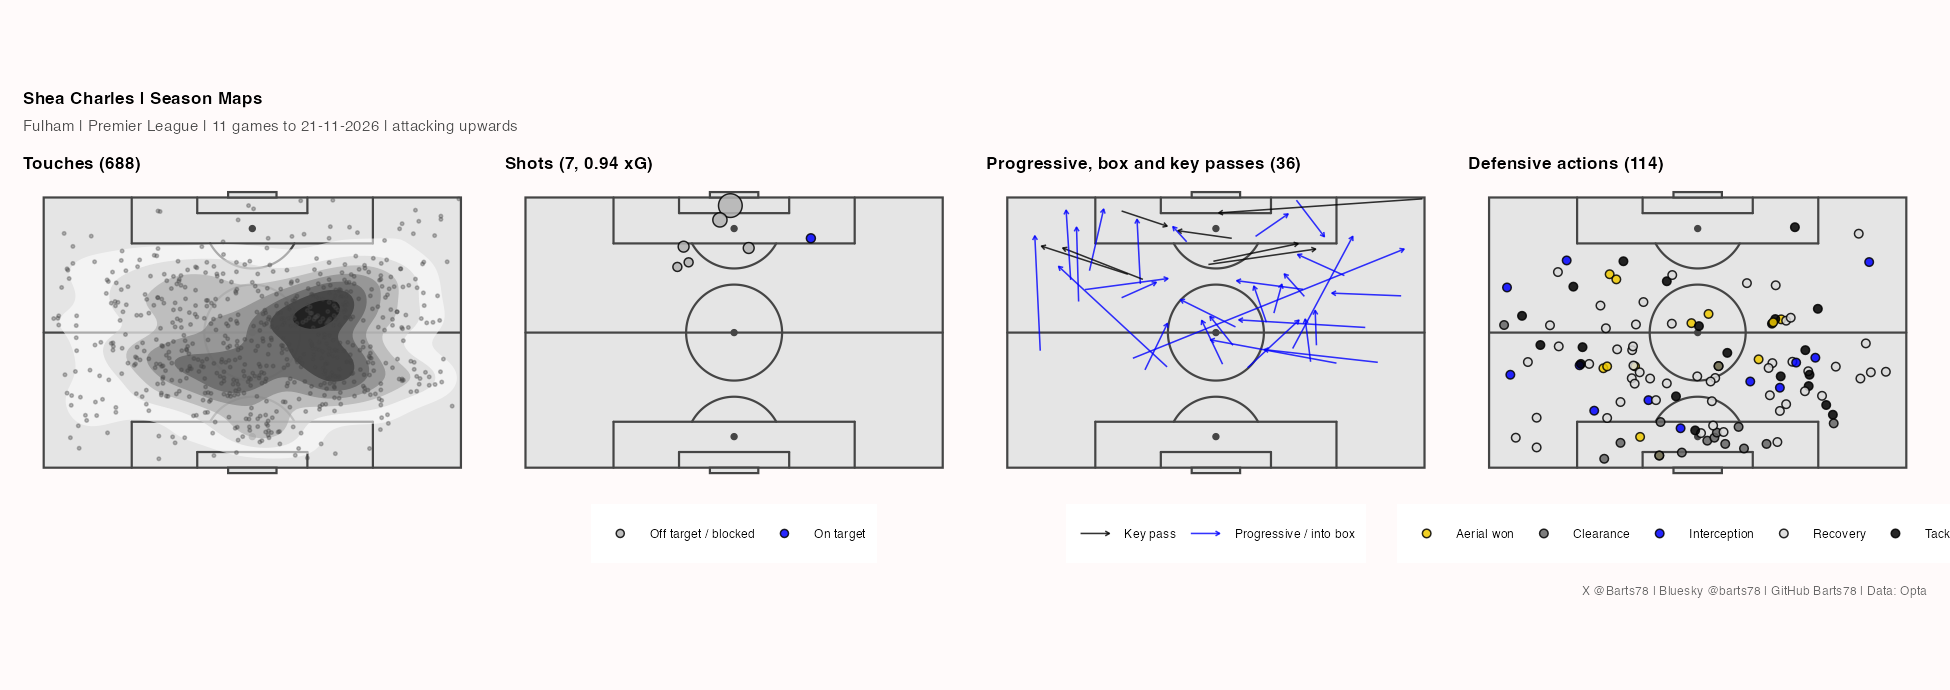 Shea Charles | Season Maps
Fulham | Premier League | 11 games to 21-11-2026 | attacking upwards
Touches (688)
Shots (7, 0.94 xG)
Progressive, box and key passes (36)
Defensive actions (114)
Off target / blocked
On target
Key pass
Progressive / into box
Aerial won
Clearance
Interception
Recovery
Tack
X @Barts78 | Bluesky @barts78 | GitHub Barts78 | Data: Opta